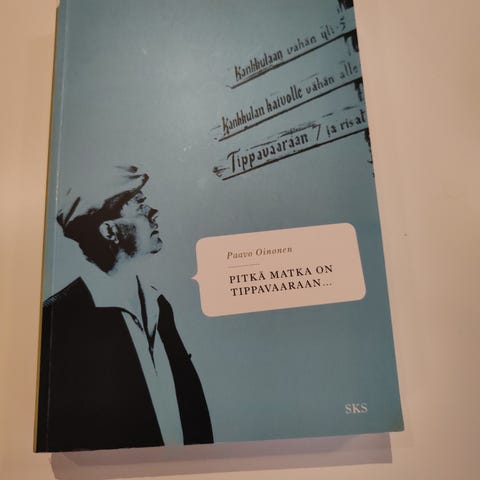 Kankkulaan vähän yli 5
Kankkulan kaivolle vähän alle
Tippavaaraan 7 ja risat
Paavo Oinonen
PITKÄ MATKA ON
TIPPAVAARAAN...
SKS